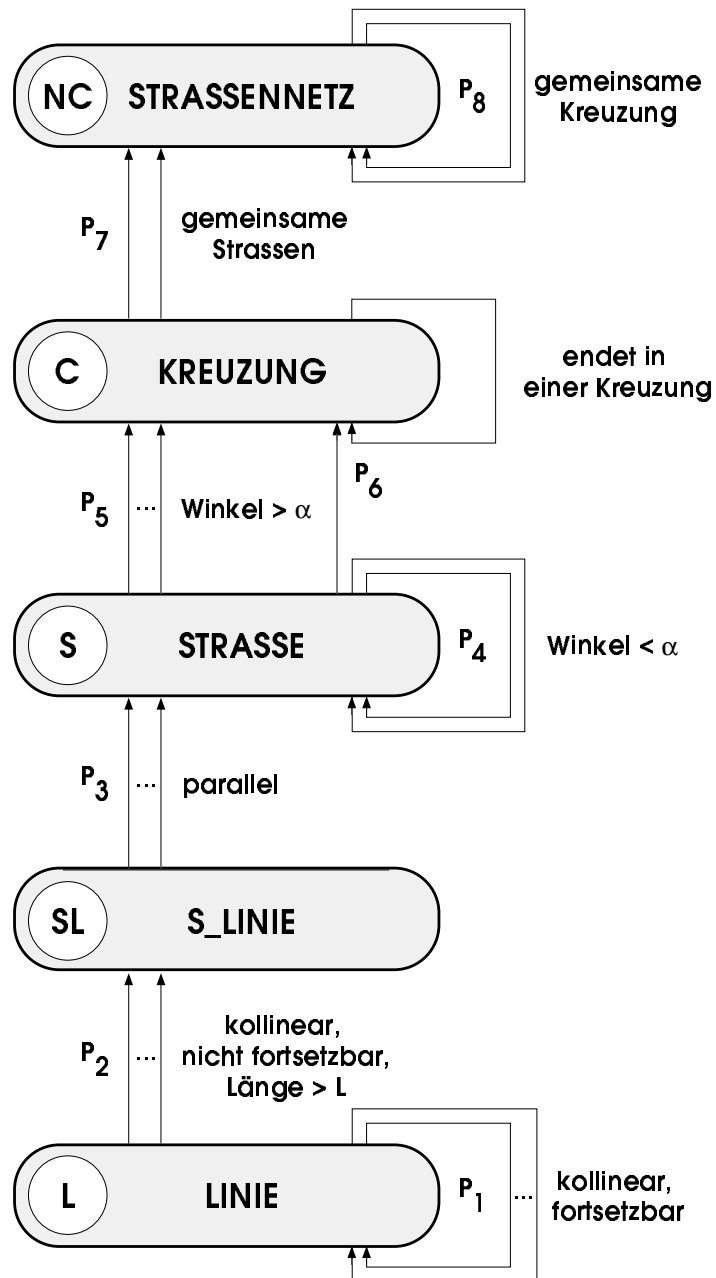 NC STRASSENNETZ
P8
gemeinsame
Kreuzung
P7
gemeinsame
Strassen
C KREUZUNG
endet in
einer Kreuzung
P6
P5 ... Winkel > α
S STRASSE
P4
Winkel < α
P3 ... parallel
SL S_LINIE
P2 ...
kollinear,
nicht fortsetzbar,
Länge > L
L LINIE
P1 ...
kollinear,
fortsetzbar